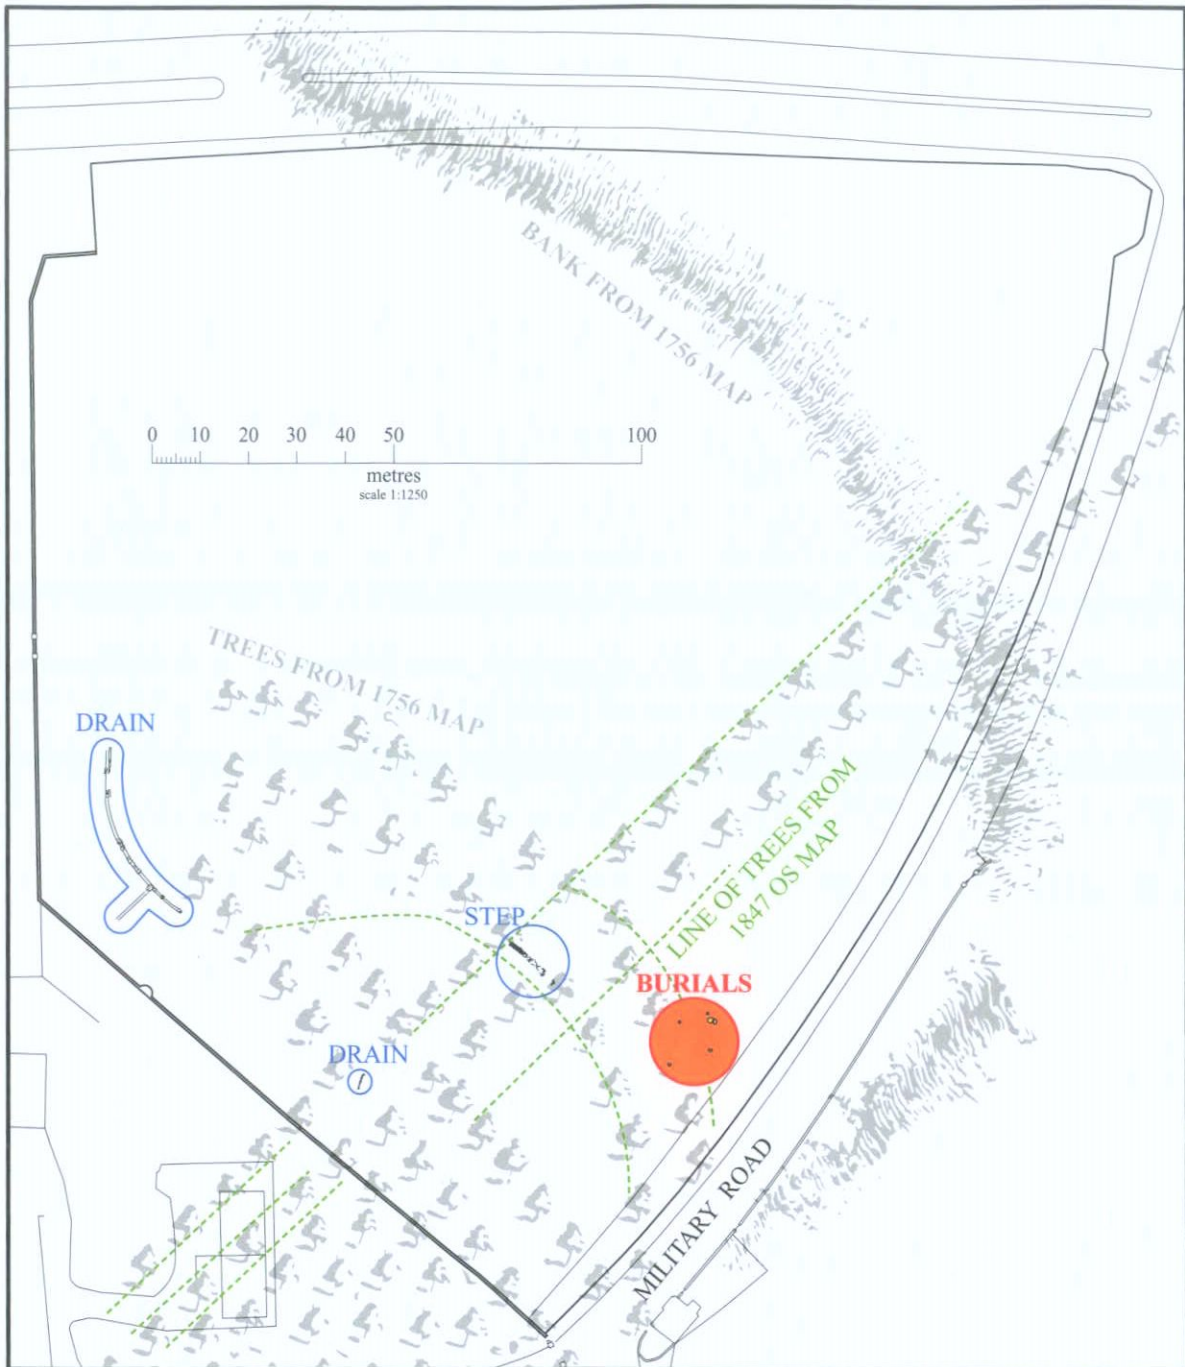 BANK FROM 1756 MAP
0 10 20 30 40 50 100
metres
scale 1:1250
TREES FROM 1756 MAP
DRAIN
LINE OF TREES FROM
1847 OS MAP
STEP
BURIALS
DRAIN
MILITARY ROAD